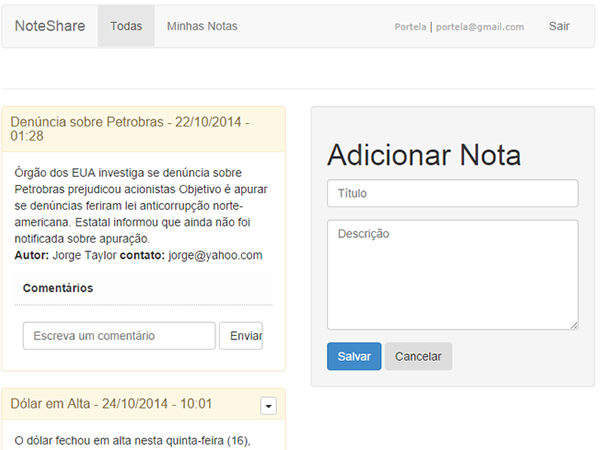 NoteShare Todas Minhas Notas Portela | portela@gmail.com Sair
Denúncia sobre Petrobras - 22/10/2014 -
01:28
Órgão dos EUA investiga se denúncia sobre
Petrobras prejudicou acionistas Objetivo é apurar
se denúncias feriram lei anticorrupção norte-
americana. Estatal informou que ainda não foi
notificada sobre apuração.
Autor: Jorge Taylor contato: jorge@yahoo.com
Comentários
Escreva um comentário Enviar
Dólar em Alta - 24/10/2014 - 10:01
O dólar fechou em alta nesta quinta-feira (16),
Adicionar Nota
Título
Descrição
Salvar Cancelar